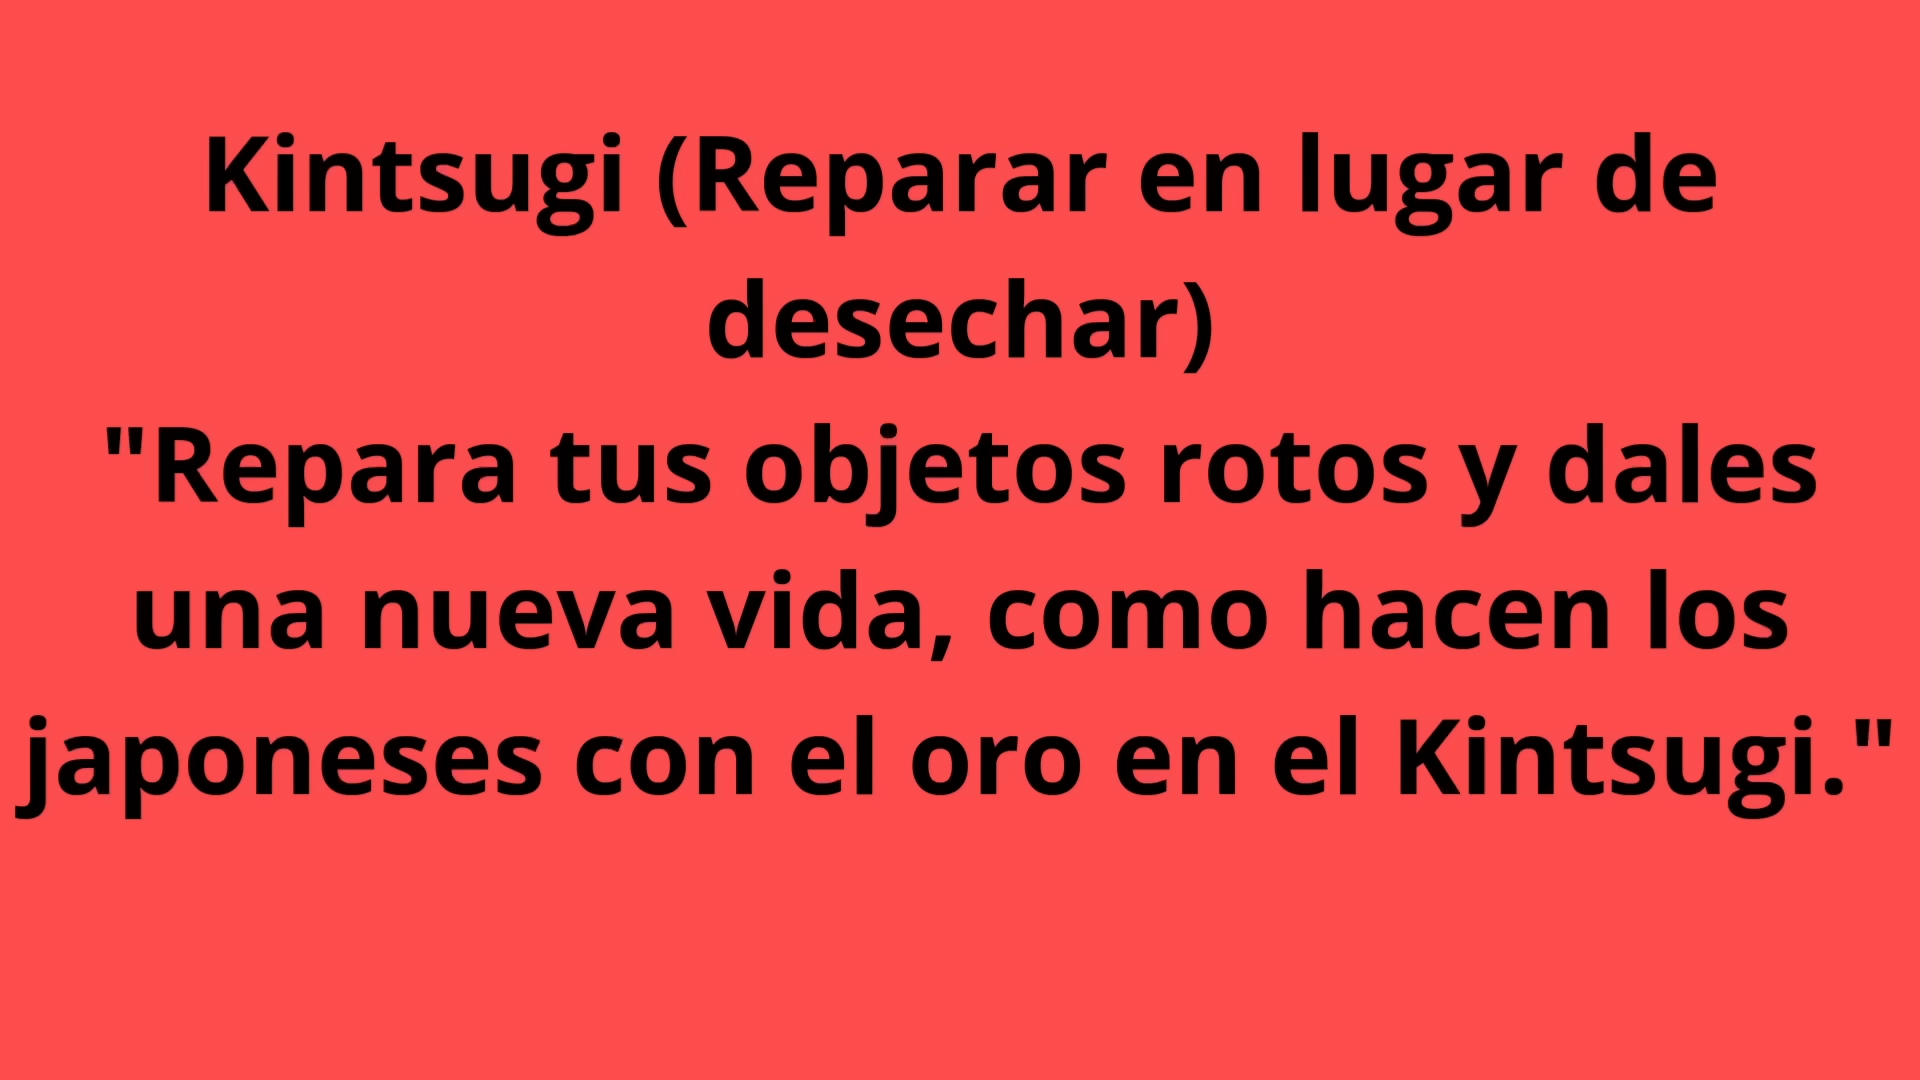 Kintsugi (Reparar en lugar de
desechar)
"Repara tus objetos rotos y dales
una nueva vida, como hacen los
japoneses con el oro en el Kintsugi."